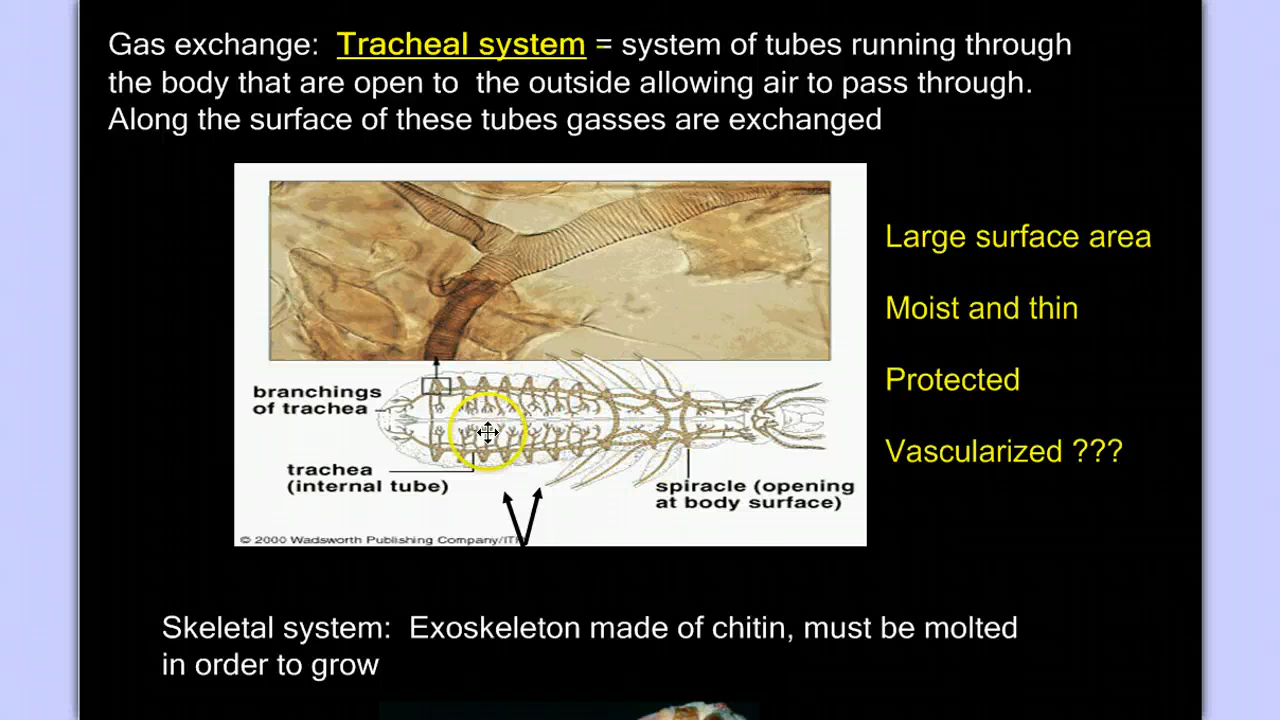 Gas exchange: Tracheal system = system of tubes running through
the body that are open to the outside allowing air to pass through.
Along the surface of these tubes gasses are exchanged
Large surface area
Moist and thin
Protected
Vascularized ???
branchings
of trachea
trachea
(internal tube)
spiracle (opening
at body surface)
© 2000 Wadsworth Publishing Company/IT
Skeletal system: Exoskeleton made of chitin, must be molted
in order to grow